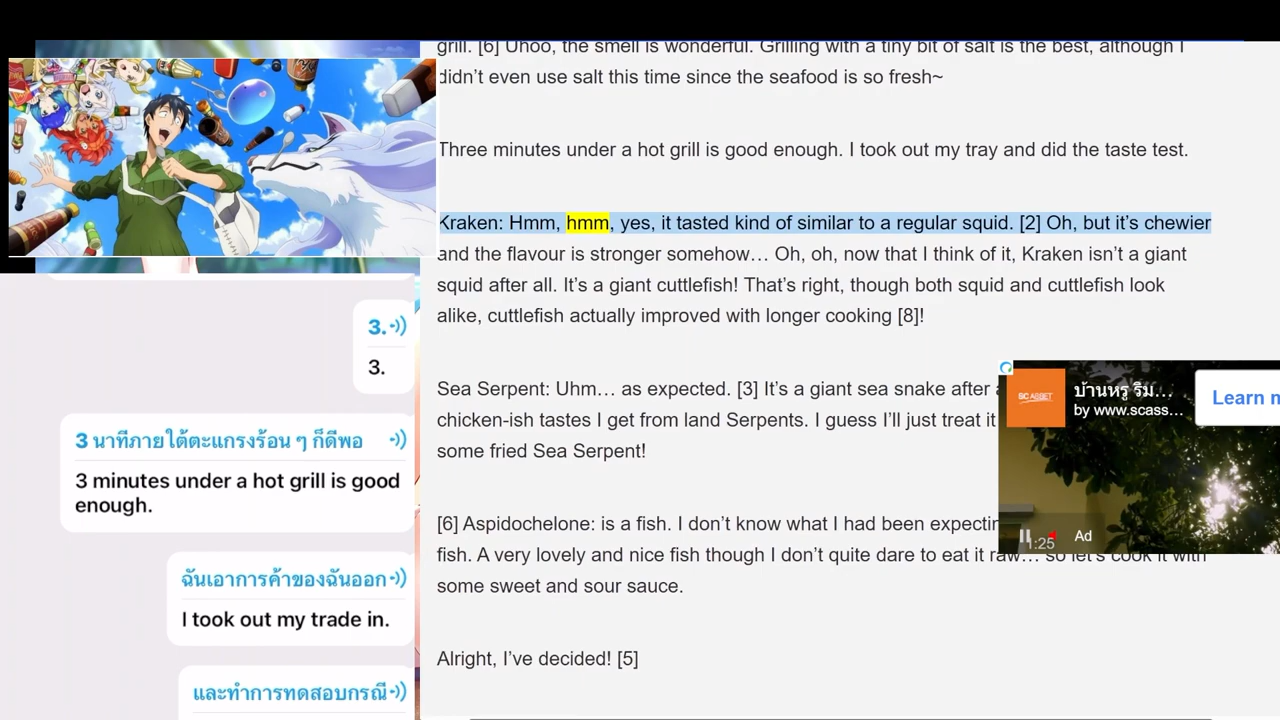 grill. [6] Uhoo, the smell is wonderful. Grilling with a tiny bit of salt is the best, although I
didn’t even use salt this time since the seafood is so fresh~
Three minutes under a hot grill is good enough. I took out my tray and did the taste test.
Kraken: Hmm, hmm, yes, it tasted kind of similar to a regular squid. [2] Oh, but it’s chewier
and the flavour is stronger somehow… Oh, oh, now that I think of it, Kraken isn’t a giant
squid after all. It’s a giant cuttlefish! That’s right, though both squid and cuttlefish look
alike, cuttlefish actually improved with longer cooking [8]!
Sea Serpent: Uhm… as expected. [3] It’s a giant sea snake after
chicken-ish tastes I get from land Serpents. I guess I’ll just treat it
some fried Sea Serpent!
[6] Aspidochelone: is a fish. I don’t know what I had been expectin
fish. A very lovely and nice fish though I don’t quite dare to eat it raw… so let’s cook it with
some sweet and sour sauce.
Alright, I’ve decided! [5]
3.
3.
3 นาทีภายใต้ตะแกรงร้อน ๆ ก็ดีพอ
3 minutes under a hot grill is good
enough.
ฉันเอาการค้าของฉันออก
I took out my trade in.
และทำการทดสอบกรณี
SC ASSET
บ้านหรู ริม…
by www.scass…
Learn m
1:25
Ad